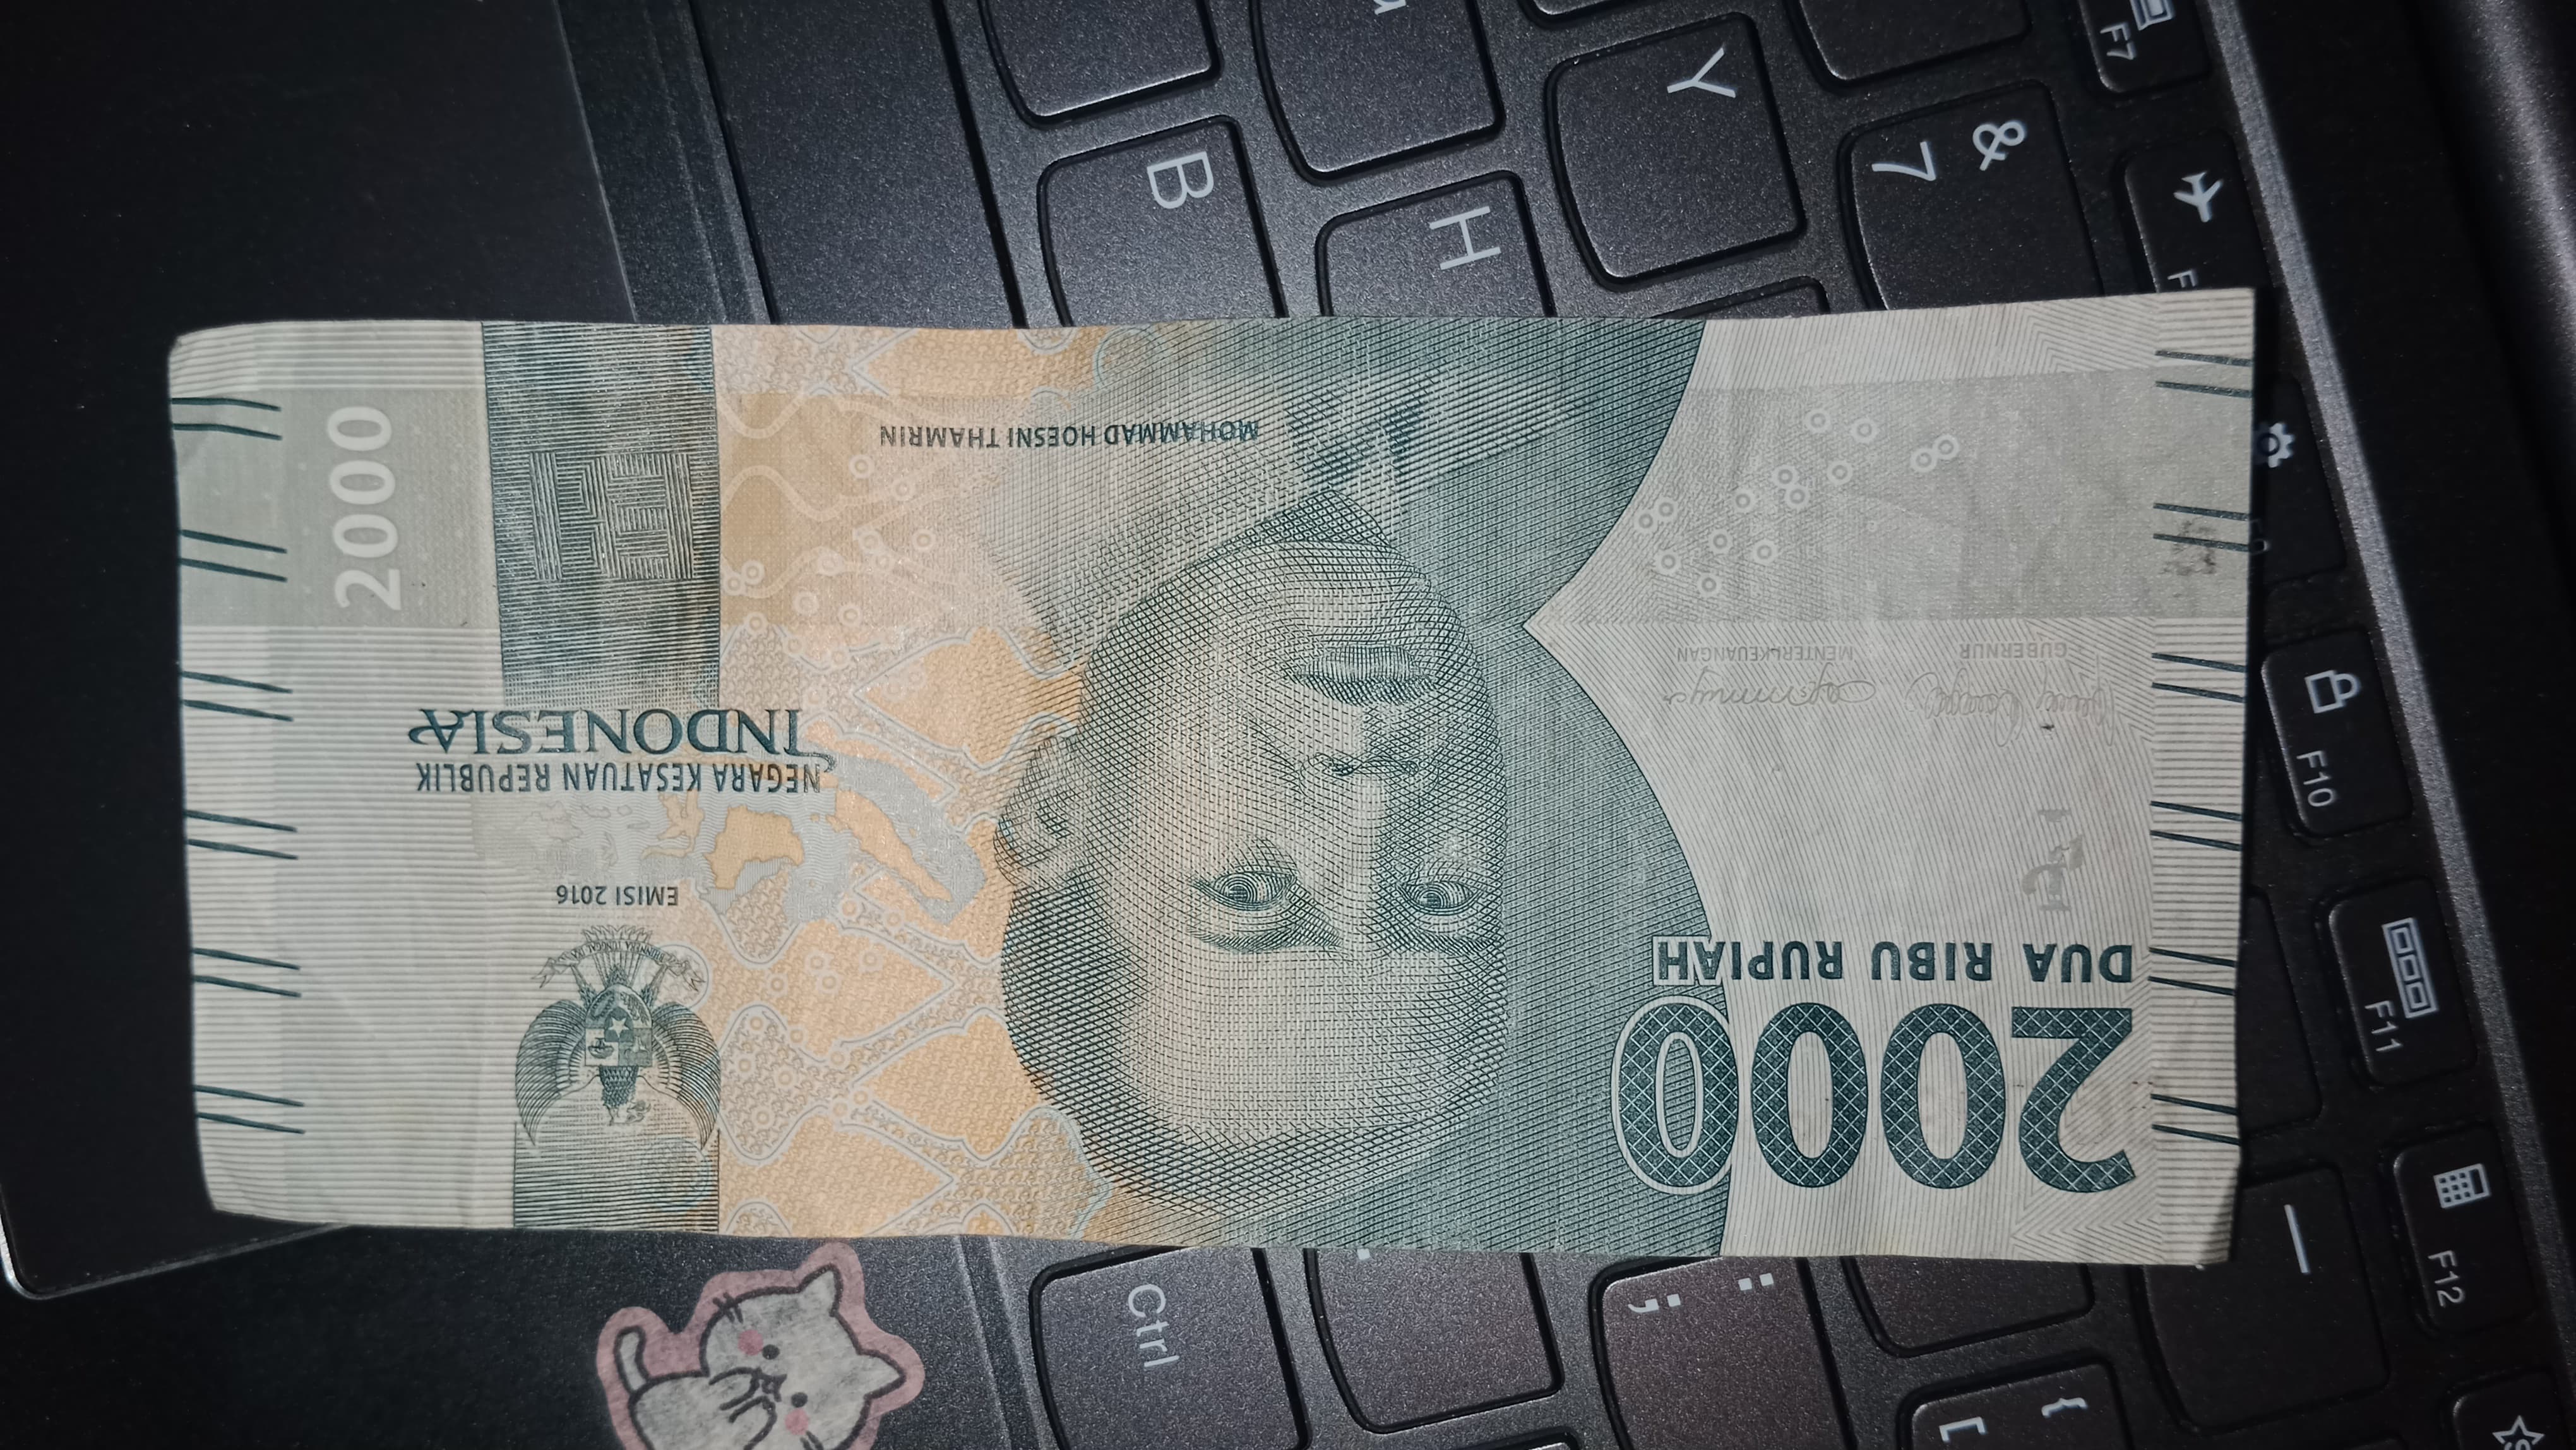 2000
DUA RIBU RUPIAH
GUBERNUR
MENTERI KEUANGAN
EMISI 2016
NEGARA KESATUAN REPUBLIK
INDONESIA
MOHAMMAD HOESNI THAMRIN
2000
Y
&
7
F7
B
H
F10
F11
F12
Ctrl
:
;
{
[